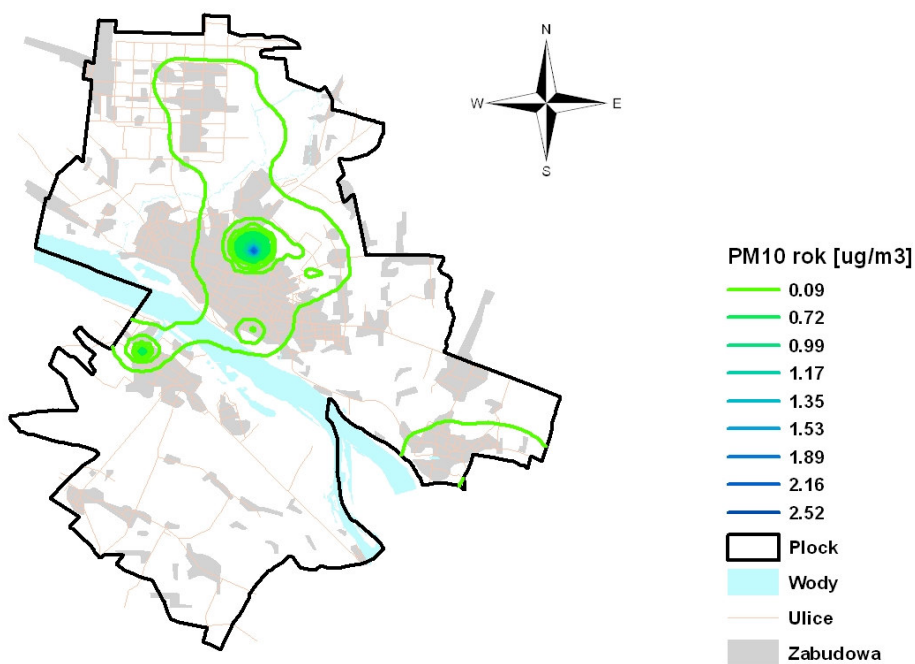 N
W
E
S
PM10 rok [ug/m3]
0.09
0.72
0.99
1.17
1.35
1.53
1.89
2.16
2.52
Plock
Wody
Ulice
Zabudowa